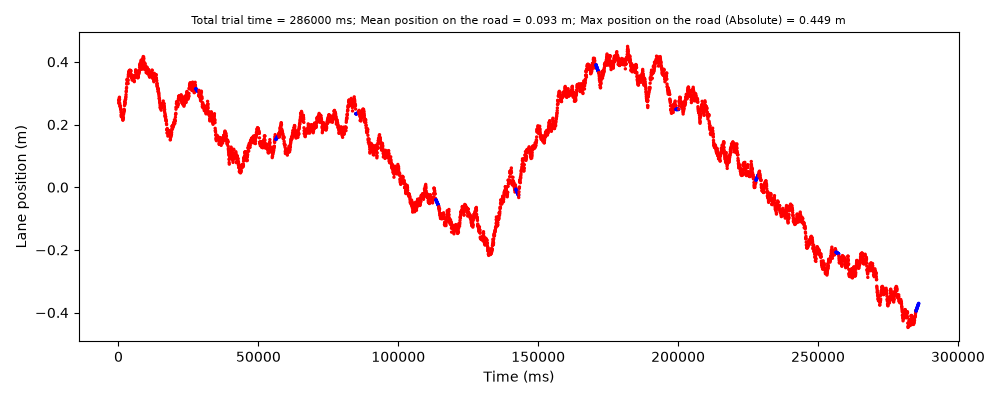 Total trial time = 286000 ms; Mean position on the road = 0.093 m; Max position on the road (Absolute) = 0.449 m
Lane position (m)
0.4
0.2
0.0
−0.2
−0.4
0 50000 100000 150000 200000 250000 300000
Time (ms)